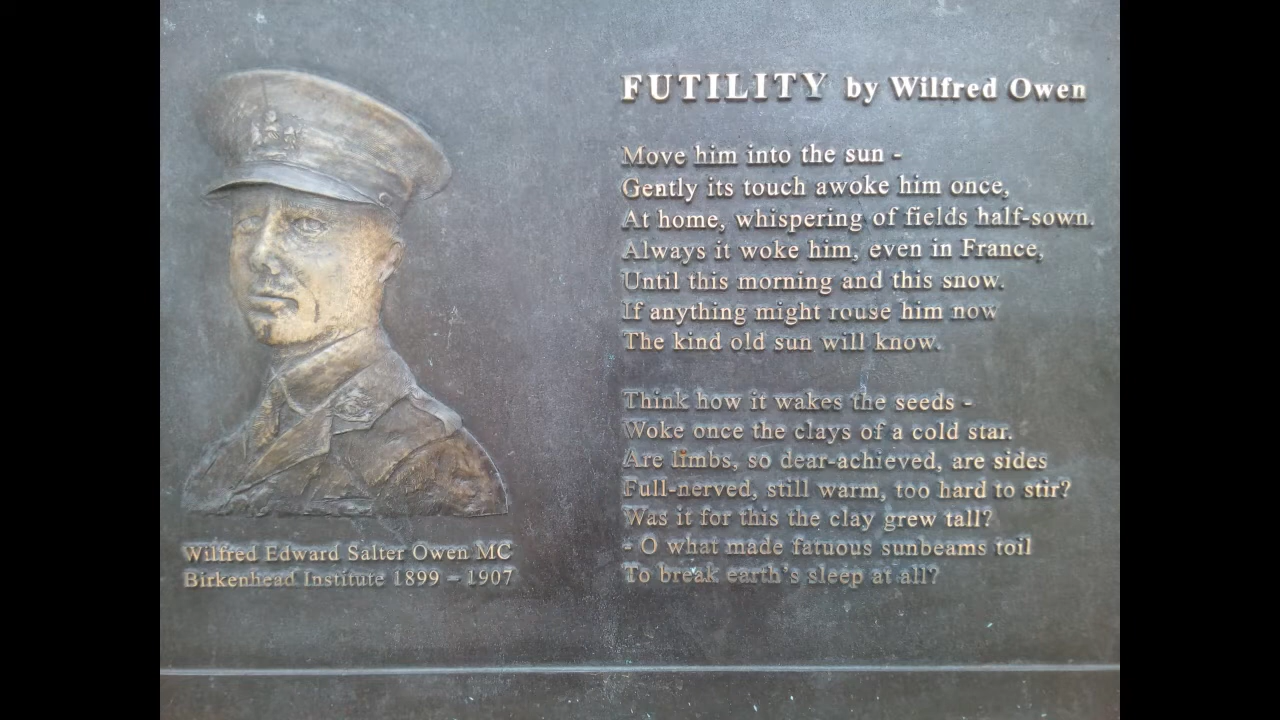 FUTILITY by Wilfred Owen
Move him into the sun -
Gently its touch awoke him once,
At home, whispering of fields half-sown.
Always it woke him, even in France,
Until this morning and this snow.
If anything might rouse him now
The kind old sun will know.
Think how it wakes the seeds -
Woke once the clays of a cold star.
Are limbs, so dear-achieved, are sides
Full-nerved, still warm, too hard to stir?
Was it for this the clay grew tall?
- O what made fatuous sunbeams toil
To break earth's sleep at all?
Wilfred Edward Salter Owen MC
Birkenhead Institute 1899 - 1907